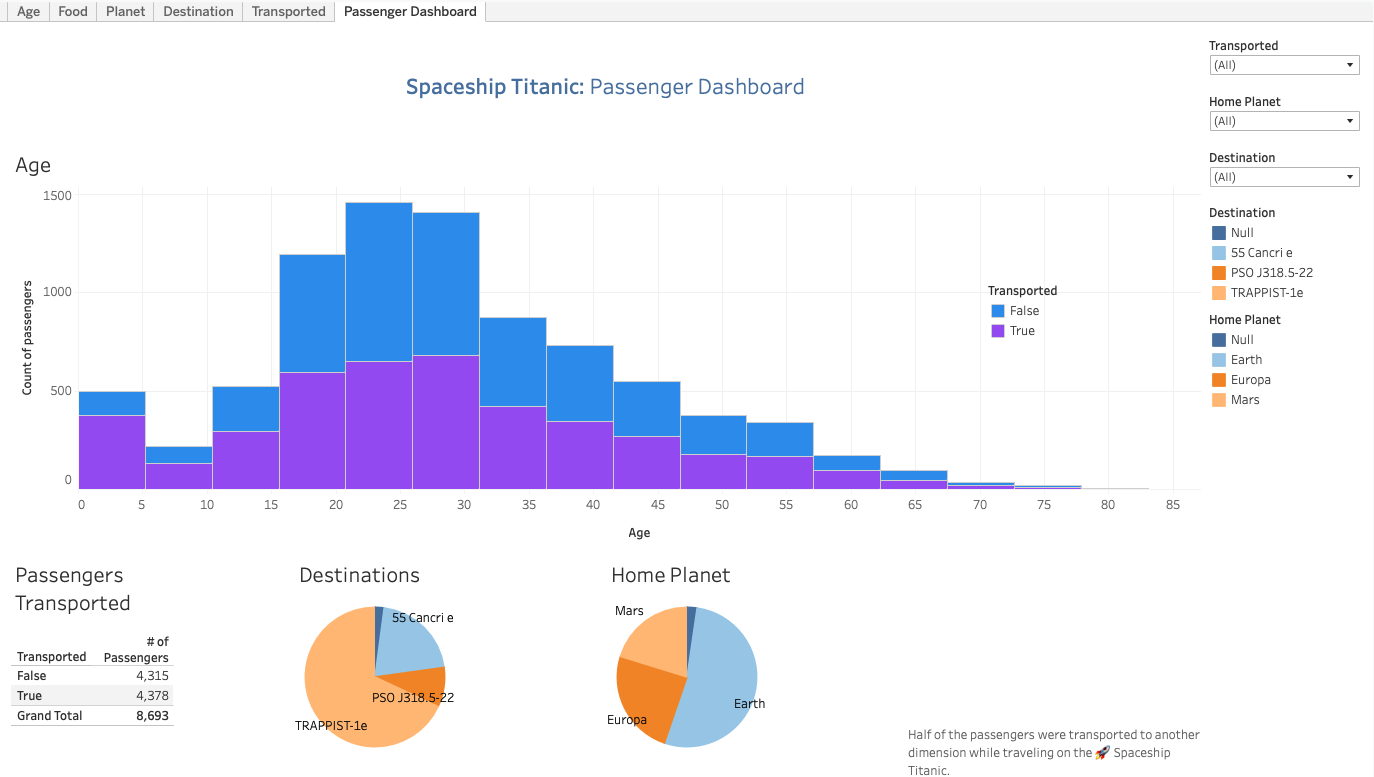 Age Food Planet Destination Transported Passenger Dashboard
Spaceship Titanic: Passenger Dashboard
Transported
(All)
Home Planet
(All)
Destination
(All)
Destination
Null
55 Cancri e
PSO J318.5-22
TRAPPIST-1e
Home Planet
Null
Earth
Europa
Mars
Age
1500
1000
500
0
Count of passengers
Transported
False
True
0 5 10 15 20 25 30 35 40 45 50 55 60 65 70 75 80 85
Age
Passengers
Transported
# of
Transported Passengers
False 4,315
True 4,378
Grand Total 8,693
Destinations
55 Cancri e
PSO J318.5-22
TRAPPIST-1e
Home Planet
Mars
Earth
Europa
Half of the passengers were transported to another
dimension while traveling on the 🚀 Spaceship
Titanic.